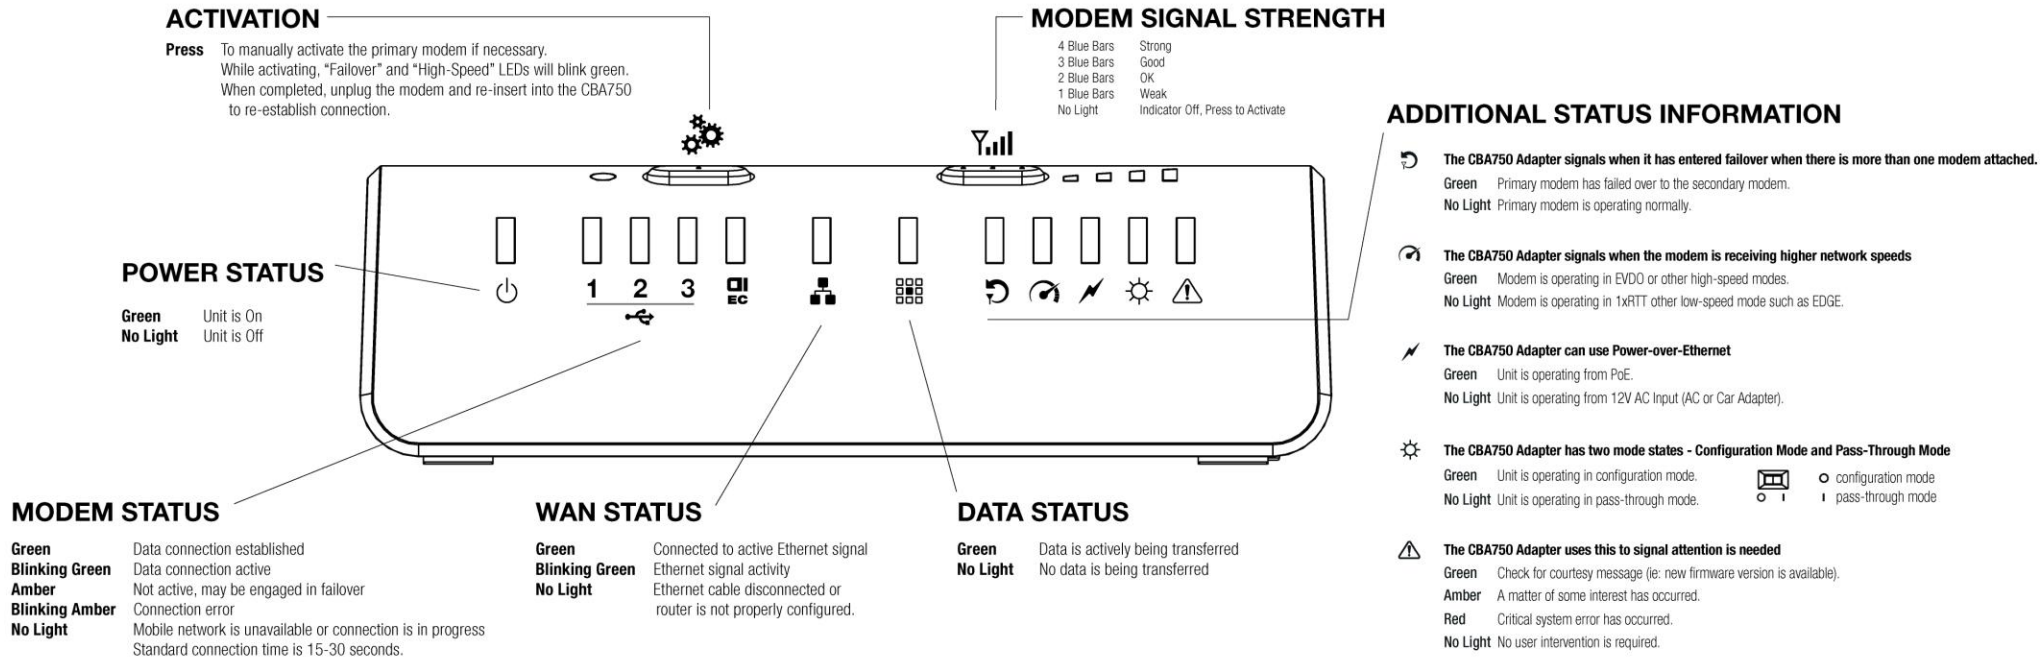 ACTIVATION
Press To manually activate the primary modem if necessary.
While activating, “Failover” and “High-Speed” LEDs will blink green.
When completed, unplug the modem and re-insert into the CBA750
to re-establish connection.
MODEM SIGNAL STRENGTH
4 Blue Bars Strong
3 Blue Bars Good
2 Blue Bars OK
1 Blue Bars Weak
No Light Indicator Off, Press to Activate
POWER STATUS
Green Unit is On
No Light Unit is Off
1 2 3 EC
MODEM STATUS
Green Data connection established
Blinking Green Data connection active
Amber Not active, may be engaged in failover
Blinking Amber Connection error
No Light Mobile network is unavailable or connection is in progress
Standard connection time is 15-30 seconds.
WAN STATUS
Green Connected to active Ethernet signal
Blinking Green Ethernet signal activity
No Light Ethernet cable disconnected or
router is not properly configured.
DATA STATUS
Green Data is actively being transferred
No Light No data is being transferred
ADDITIONAL STATUS INFORMATION
The CBA750 Adapter signals when it has entered failover when there is more than one modem attached.
Green Primary modem has failed over to the secondary modem.
No Light Primary modem is operating normally.
The CBA750 Adapter signals when the modem is receiving higher network speeds
Green Modem is operating in EVDO or other high-speed modes.
No Light Modem is operating in 1xRTT other low-speed mode such as EDGE.
The CBA750 Adapter can use Power-over-Ethernet
Green Unit is operating from PoE.
No Light Unit is operating from 12V AC Input (AC or Car Adapter).
The CBA750 Adapter has two mode states - Configuration Mode and Pass-Through Mode
Green Unit is operating in configuration mode.
No Light Unit is operating in pass-through mode.
O I
O configuration mode
I pass-through mode
The CBA750 Adapter uses this to signal attention is needed
Green Check for courtesy message (ie: new firmware version is available).
Amber A matter of some interest has occurred.
Red Critical system error has occurred.
No Light No user intervention is required.